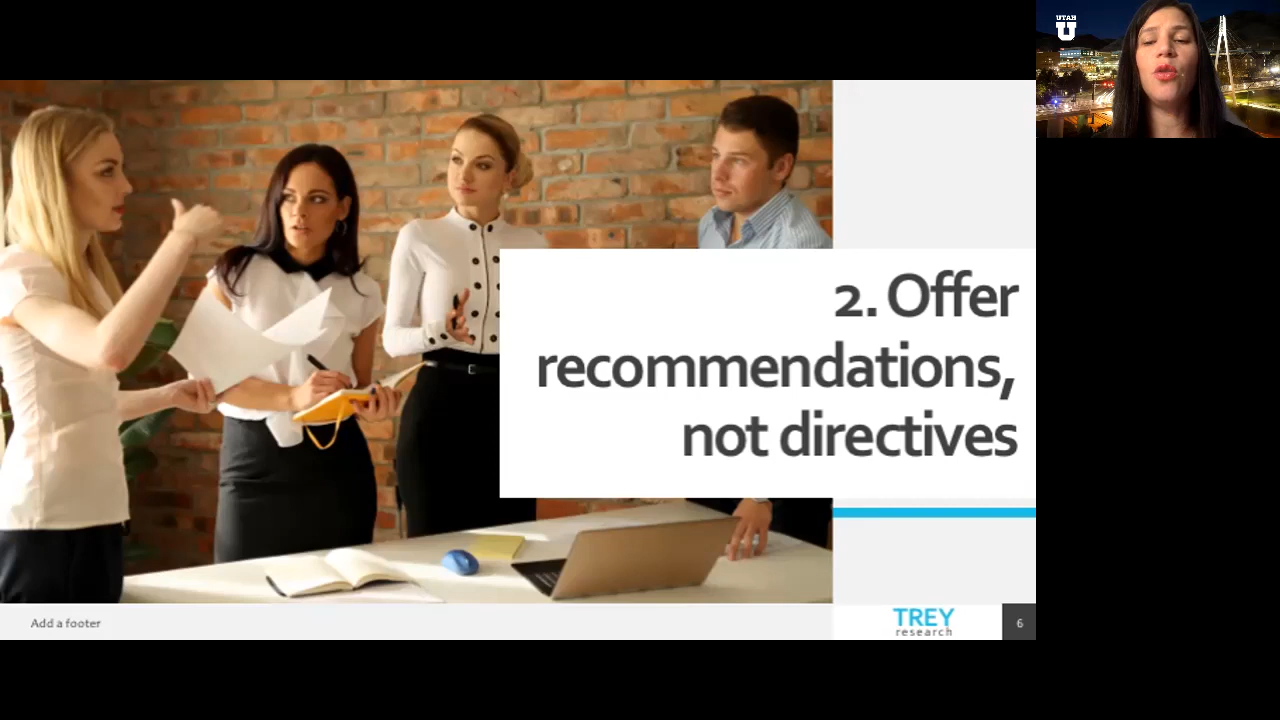 UTAH
U
2. Offer
recommendations,
not directives
Add a footer
TREY
research
6